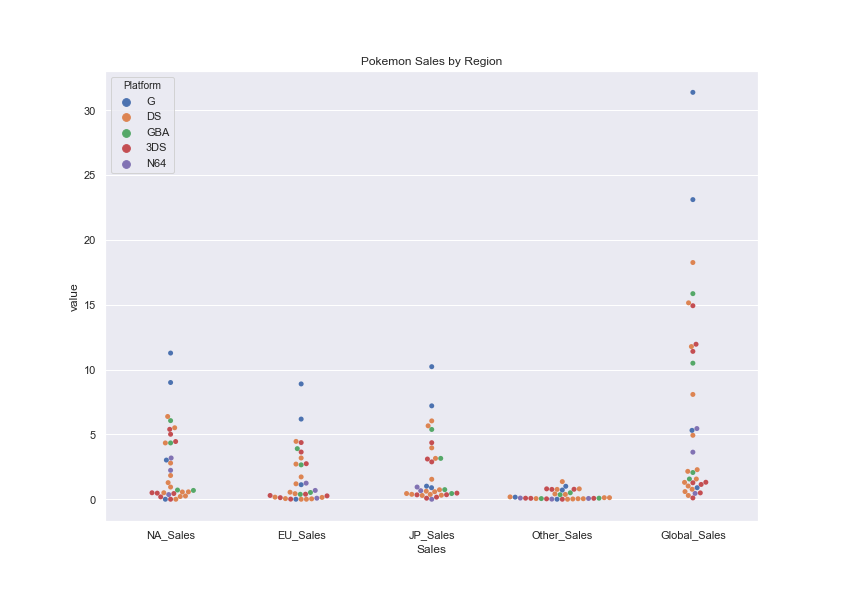 Pokemon Sales by Region
Platform
G
DS
GBA
3DS
N64
30
25
20
15
10
5
0
value
NA_Sales EU_Sales JP_Sales Other_Sales Global_Sales
Sales